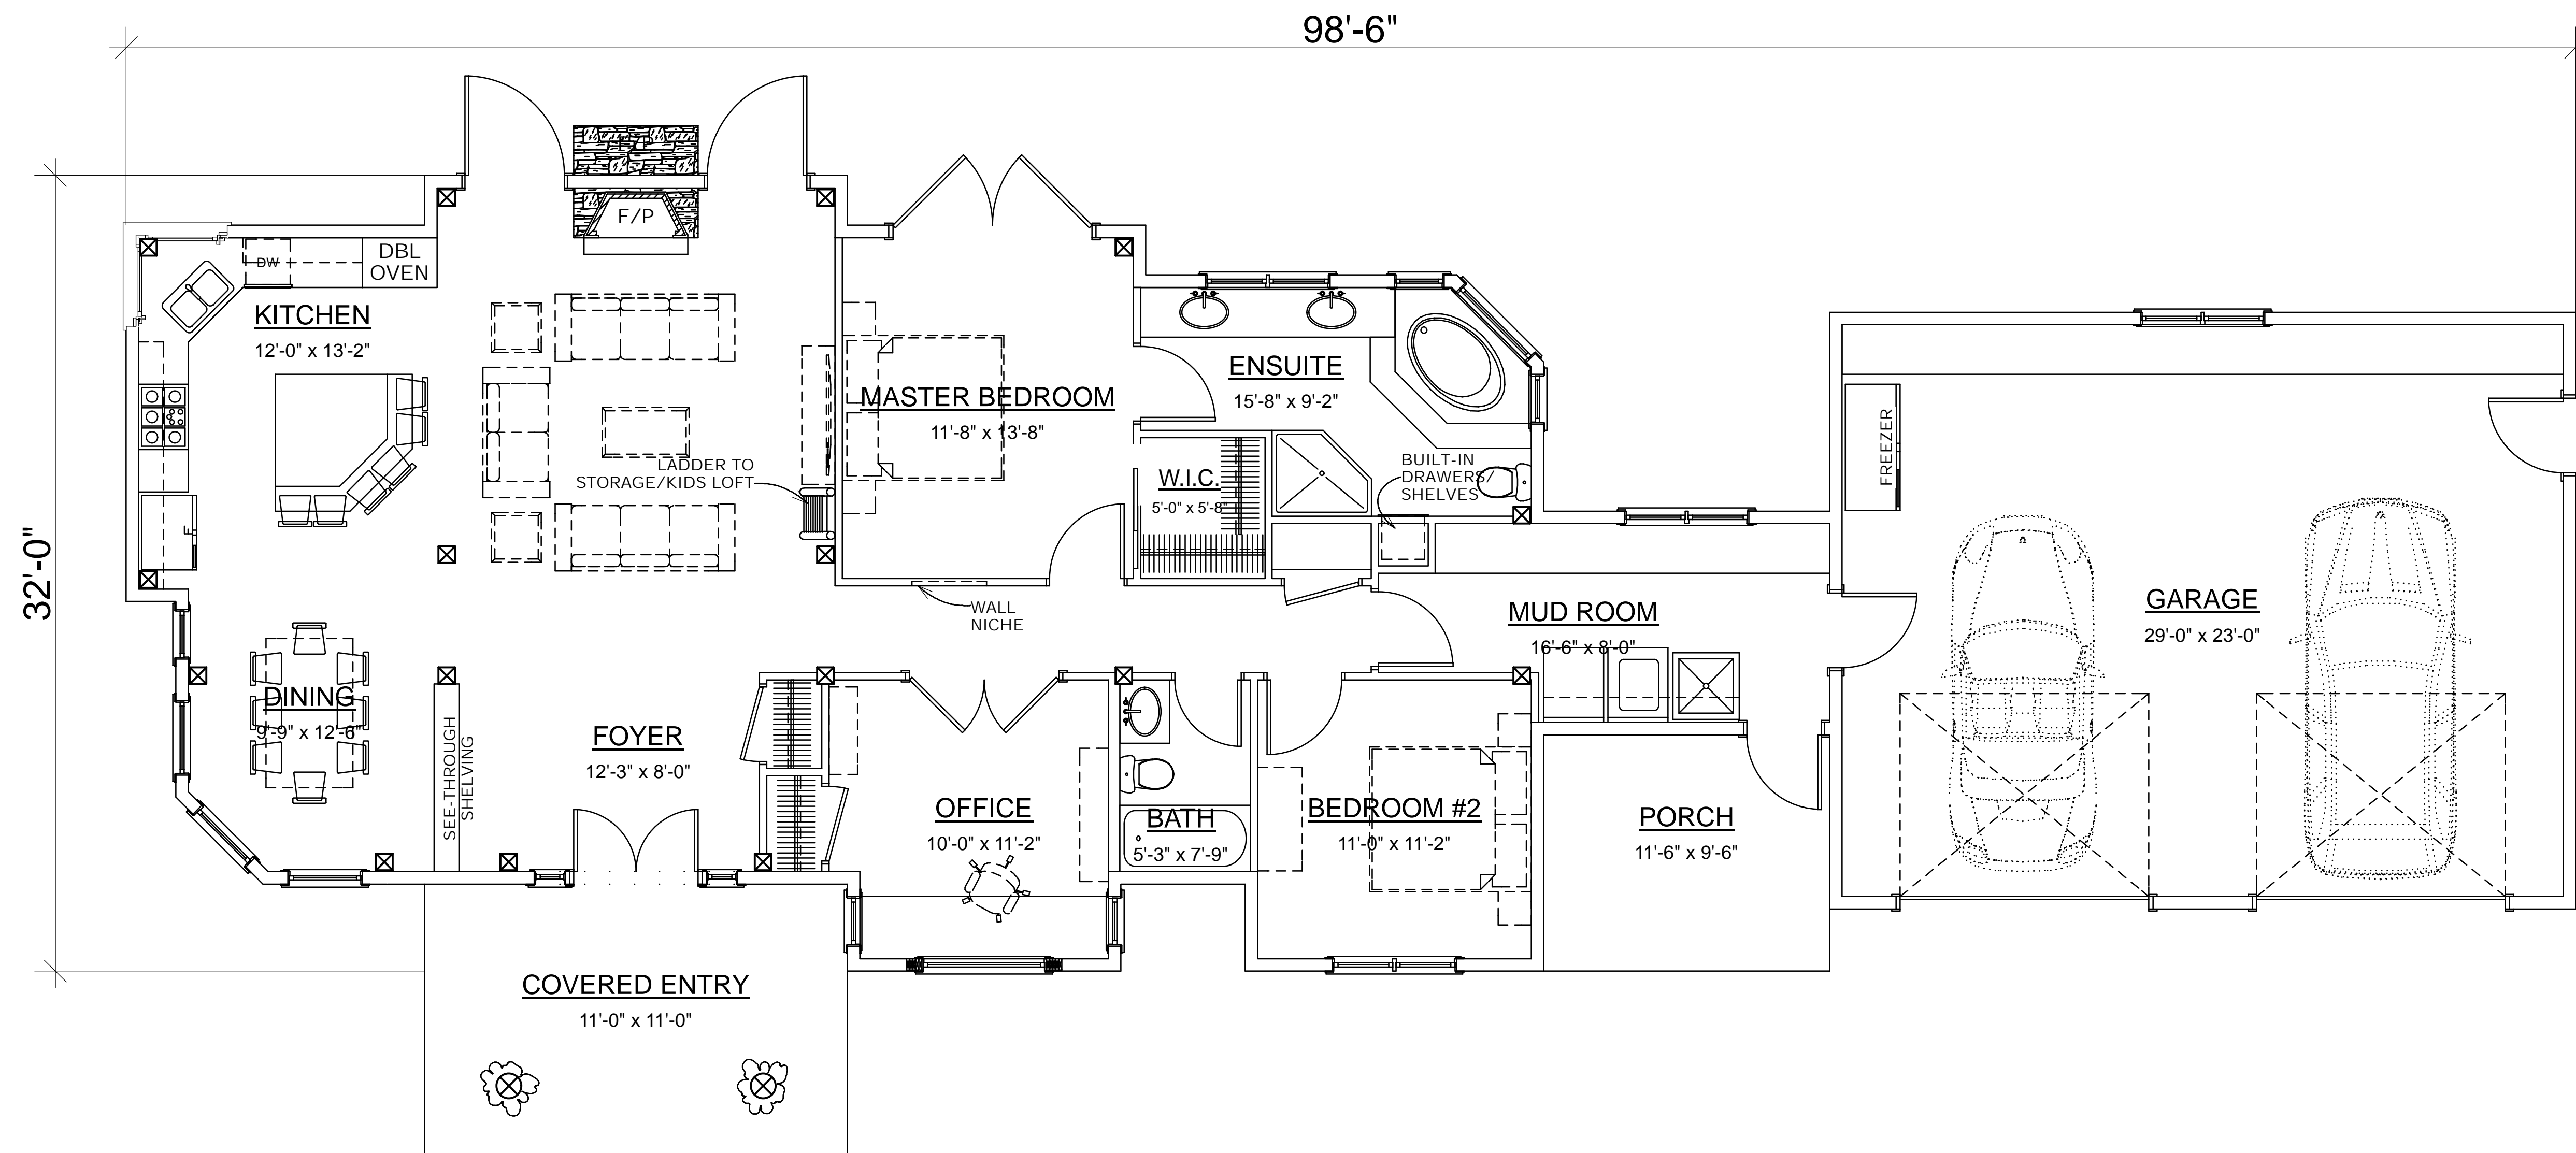 98'-6"
32'-0"
F/P
F/P
DBL
OVEN
DW
KITCHEN
12'-0" x 13'-2"
F
LADDER TO
STORAGE/KIDS LOFT
MASTER BEDROOM
11'-8" x 13'-8"
ENSUITE
15'-8" x 9'-2"
W.I.C.
5'-0" x 5'-8"
BUILT-IN
DRAWERS/
SHELVES
FREEZER
WALL
NICHE
MUD ROOM
16'-6" x 8'-0"
GARAGE
29'-0" x 23'-0"
DINING
9'-9" x 12'-6"
SEE-THROUGH
SHELVING
FOYER
12'-3" x 8'-0"
OFFICE
10'-0" x 11'-2"
BATH
5'-3" x 7'-9"
BEDROOM #2
11'-0" x 11'-2"
PORCH
11'-6" x 9'-6"
COVERED ENTRY
11'-0" x 11'-0"